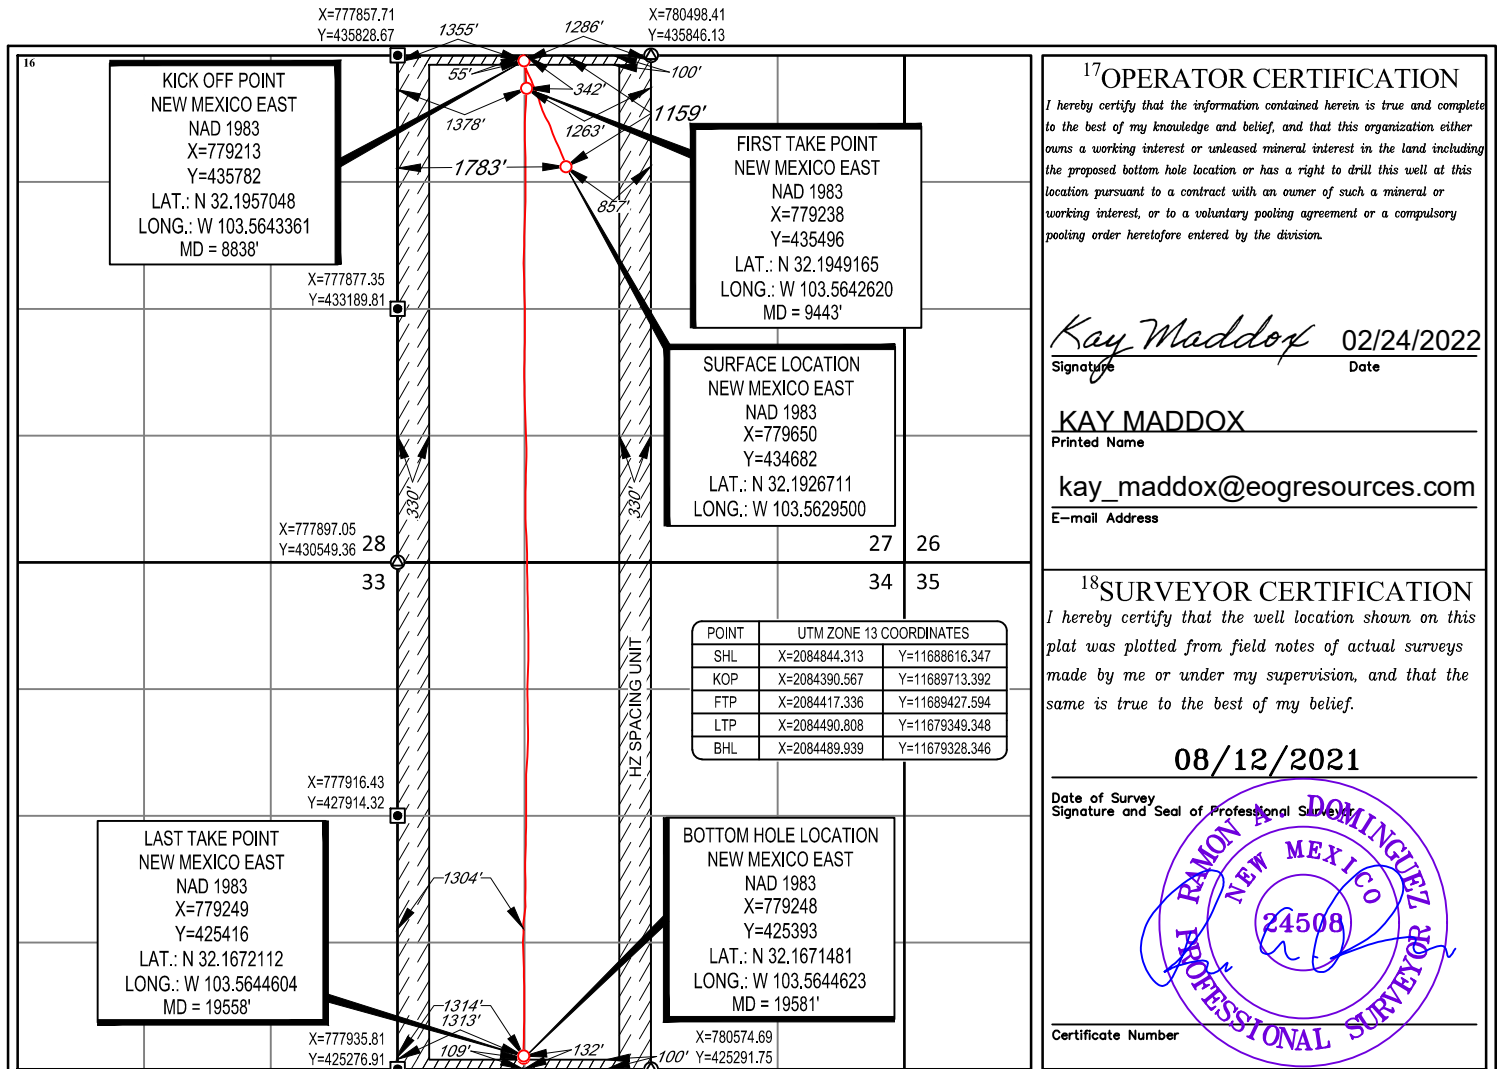 X=777857.71
Y=435828.67
1355'
1286'
X=780498.41
Y=435846.13
16
KICK OFF POINT
NEW MEXICO EAST
NAD 1983
X=779213
Y=435782
LAT.: N 32.1957048
LONG.: W 103.5643361
MD = 8838'
55'
100'
342'
1159'
1378'
1263'
1783'
857'
FIRST TAKE POINT
NEW MEXICO EAST
NAD 1983
X=779238
Y=435496
LAT.: N 32.1949165
LONG.: W 103.5642620
MD = 9443'
X=777877.35
Y=433189.81
SURFACE LOCATION
NEW MEXICO EAST
NAD 1983
X=779650
Y=434682
LAT.: N 32.1926711
LONG.: W 103.5629500
330'
330'
X=777897.05
Y=430549.36
28
27
26
33
34
35
HZ SPACING UNIT
POINT UTM ZONE 13 COORDINATES
SHL X=2084844.313 Y=11688616.347
KOP X=2084390.567 Y=11689713.392
FTP X=2084417.336 Y=11689427.594
LTP X=2084490.808 Y=11679349.348
BHL X=2084489.939 Y=11679328.346
X=777916.43
Y=427914.32
LAST TAKE POINT
NEW MEXICO EAST
NAD 1983
X=779249
Y=425416
LAT.: N 32.1672112
LONG.: W 103.5644604
MD = 19558'
1304'
BOTTOM HOLE LOCATION
NEW MEXICO EAST
NAD 1983
X=779248
Y=425393
LAT.: N 32.1671481
LONG.: W 103.5644623
MD = 19581'
1314'
1313'
109'
132'
100'
X=777935.81
Y=425276.91
X=780574.69
Y=425291.75
17 OPERATOR CERTIFICATION
I hereby certify that the information contained herein is true and complete
to the best of my knowledge and belief, and that this organization either
owns a working interest or unleased mineral interest in the land including
the proposed bottom hole location or has a right to drill this well at this
location pursuant to a contract with an owner of such a mineral or
working interest, or to a voluntary pooling agreement or a compulsory
pooling order heretofore entered by the division.
Kay Maddox 02/24/2022
Signature Date
KAY MADDOX
Printed Name
kay_maddox@eogresources.com
E-mail Address
18 SURVEYOR CERTIFICATION
I hereby certify that the well location shown on this
plat was plotted from field notes of actual surveys
made by me or under my supervision, and that the
same is true to the best of my belief.
08/12/2021
Date of Survey
Signature and Seal of Professional Surveyor:
RAMON A. DOMINGUEZ
NEW MEXICO
24508
PROFESSIONAL SURVEYOR
Certificate Number